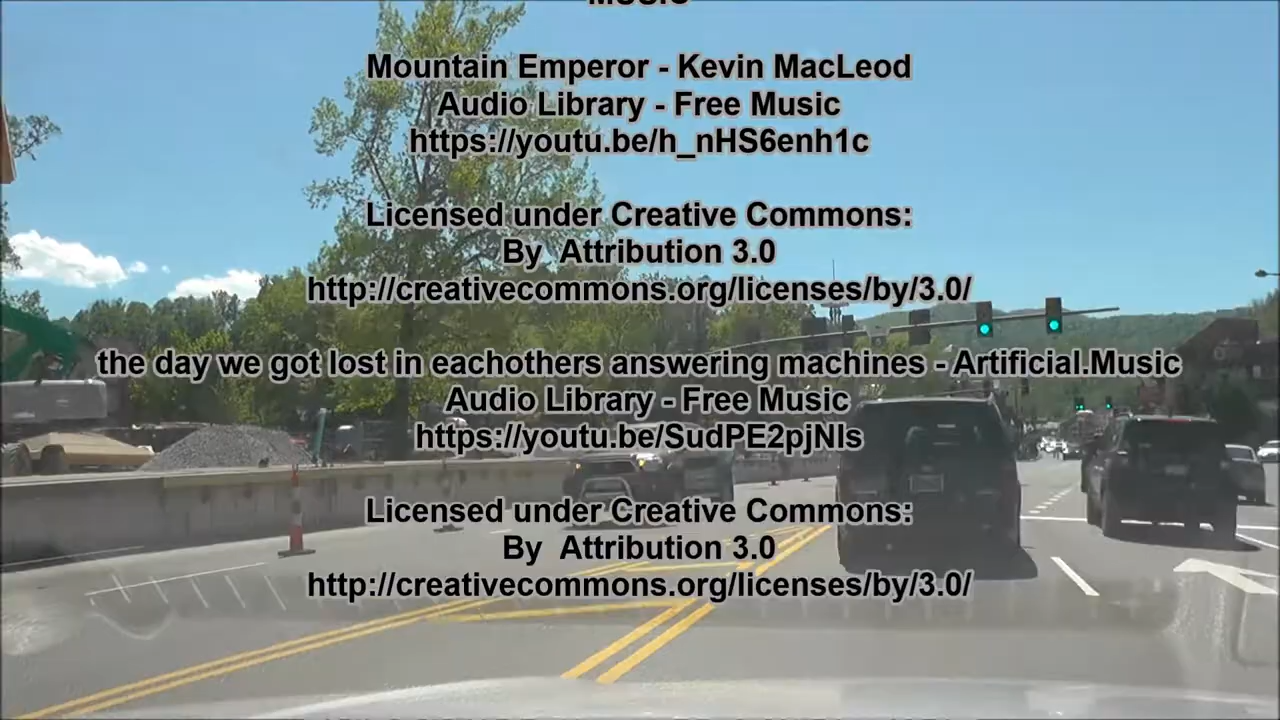 MUSIC
Mountain Emperor - Kevin MacLeod
Audio Library - Free Music
https://youtu.be/h_nHS6enh1c
Licensed under Creative Commons:
By Attribution 3.0
http://creativecommons.org/licenses/by/3.0/
the day we got lost in eachothers answering machines - Artificial.Music
Audio Library - Free Music
https://youtu.be/SudPE2pjNIs
Licensed under Creative Commons:
By Attribution 3.0
http://creativecommons.org/licenses/by/3.0/